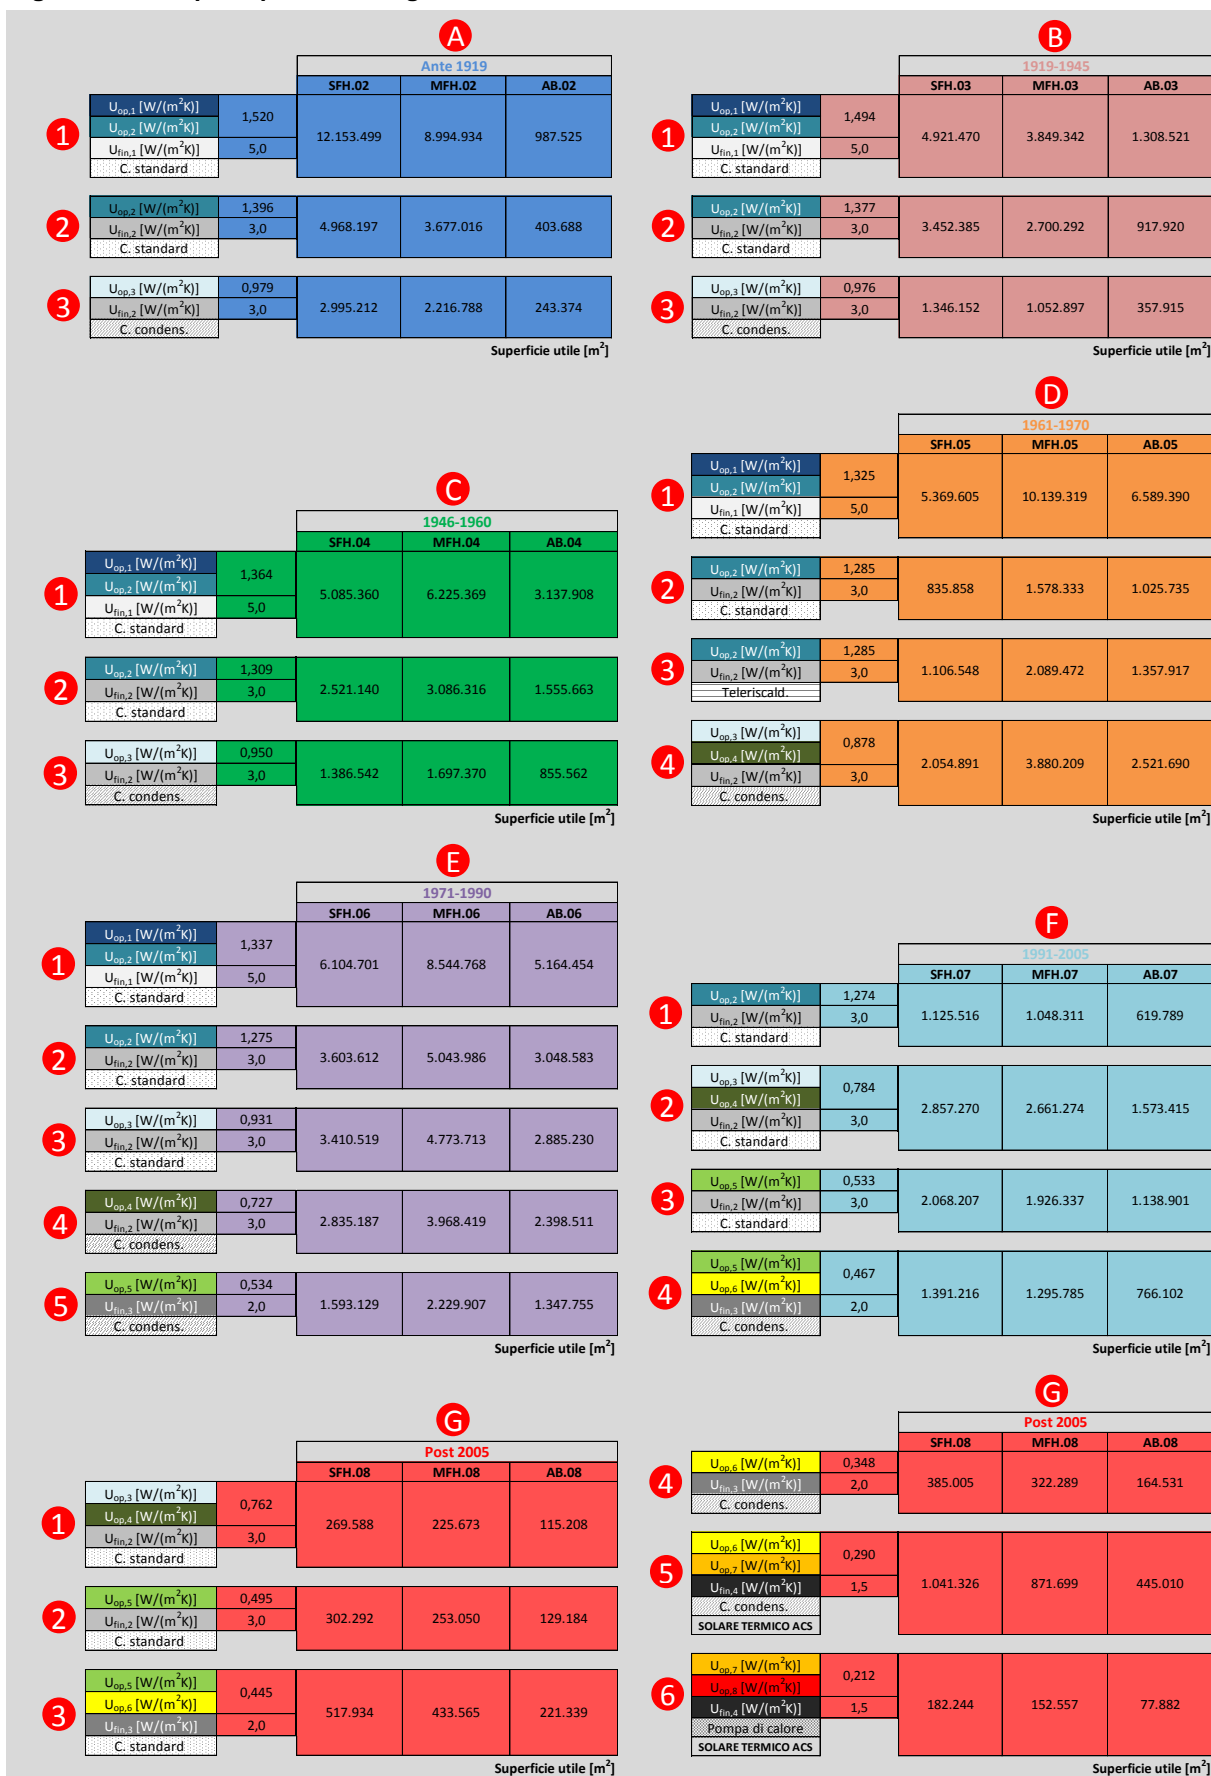 A
Ante 1919
SFH.02 MFH.02 AB.02
1
Uop,1 [W/(m²K)] 1,520 12.153.499 8.994.934 987.525
Uop,2 [W/(m²K)]
Ufin,1 [W/(m²K)] 5,0
C. standard
2
Uop,2 [W/(m²K)] 1,396
Ufin,2 [W/(m²K)] 3,0 4.968.197 3.677.016 403.688
C. standard
3
Uop,3 [W/(m²K)] 0,979
Ufin,2 [W/(m²K)] 3,0 2.995.212 2.216.788 243.374
C. condens.
Superficie utile [m²]
B
1919-1945
SFH.03 MFH.03 AB.03
1
Uop,1 [W/(m²K)] 1,494 4.921.470 3.849.342 1.308.521
Uop,2 [W/(m²K)]
Ufin,1 [W/(m²K)] 5,0
C. standard
2
Uop,2 [W/(m²K)] 1,377
Ufin,2 [W/(m²K)] 3,0 3.452.385 2.700.292 917.920
C. standard
3
Uop,3 [W/(m²K)] 0,976
Ufin,2 [W/(m²K)] 3,0 1.346.152 1.052.897 357.915
C. condens.
Superficie utile [m²]
C
1946-1960
SFH.04 MFH.04 AB.04
1
Uop,1 [W/(m²K)] 1,364 5.085.360 6.225.369 3.137.908
Uop,2 [W/(m²K)]
Ufin,1 [W/(m²K)] 5,0
C. standard
2
Uop,2 [W/(m²K)] 1,309
Ufin,2 [W/(m²K)] 3,0 2.521.140 3.086.316 1.555.663
C. standard
3
Uop,3 [W/(m²K)] 0,950
Ufin,2 [W/(m²K)] 3,0 1.386.542 1.697.370 855.562
C. condens.
Superficie utile [m²]
D
1961-1970
SFH.05 MFH.05 AB.05
1
Uop,1 [W/(m²K)] 1,325 5.369.605 10.139.319 6.589.390
Uop,2 [W/(m²K)]
Ufin,1 [W/(m²K)] 5,0
C. standard
2
Uop,2 [W/(m²K)] 1,285
Ufin,2 [W/(m²K)] 3,0 835.858 1.578.333 1.025.735
C. standard
3
Uop,2 [W/(m²K)] 1,285
Ufin,2 [W/(m²K)] 3,0 1.106.548 2.089.472 1.357.917
Teleriscald.
4
Uop,3 [W/(m²K)] 0,878 2.054.891 3.880.209 2.521.690
Uop,4 [W/(m²K)]
Ufin,2 [W/(m²K)] 3,0
C. condens.
Superficie utile [m²]
E
1971-1990
SFH.06 MFH.06 AB.06
1
Uop,1 [W/(m²K)] 1,337 6.104.701 8.544.768 5.164.454
Uop,2 [W/(m²K)]
Ufin,1 [W/(m²K)] 5,0
C. standard
2
Uop,2 [W/(m²K)] 1,275
Ufin,2 [W/(m²K)] 3,0 3.603.612 5.043.986 3.048.583
C. standard
3
Uop,3 [W/(m²K)] 0,931
Ufin,2 [W/(m²K)] 3,0 3.410.519 4.773.713 2.885.230
C. standard
4
Uop,4 [W/(m²K)] 0,727
Ufin,2 [W/(m²K)] 3,0 2.835.187 3.968.419 2.398.511
C. condens.
5
Uop,5 [W/(m²K)] 0,534
Ufin,3 [W/(m²K)] 2,0 1.593.129 2.229.907 1.347.755
C. condens.
Superficie utile [m²]
F
1991-2005
SFH.07 MFH.07 AB.07
1
Uop,2 [W/(m²K)] 1,274
Ufin,2 [W/(m²K)] 3,0 1.125.516 1.048.311 619.789
C. standard
2
Uop,3 [W/(m²K)] 0,784 2.857.270 2.661.274 1.573.415
Uop,4 [W/(m²K)]
Ufin,2 [W/(m²K)] 3,0
C. standard
3
Uop,5 [W/(m²K)] 0,533
Ufin,2 [W/(m²K)] 3,0 2.068.207 1.926.337 1.138.901
C. standard
4
Uop,5 [W/(m²K)] 0,467 1.391.216 1.295.785 766.102
Uop,6 [W/(m²K)]
Ufin,3 [W/(m²K)] 2,0
C. condens.
Superficie utile [m²]
G
Post 2005
SFH.08 MFH.08 AB.08
1
Uop,3 [W/(m²K)] 0,762 269.588 225.673 115.208
Uop,4 [W/(m²K)]
Ufin,2 [W/(m²K)] 3,0
C. standard
2
Uop,5 [W/(m²K)] 0,495
Ufin,2 [W/(m²K)] 3,0 302.292 253.050 129.184
C. standard
3
Uop,5 [W/(m²K)] 0,445 517.934 433.565 221.339
Uop,6 [W/(m²K)]
Ufin,3 [W/(m²K)] 2,0
C. standard
Superficie utile [m²]
G
Post 2005
SFH.08 MFH.08 AB.08
4
Uop,6 [W/(m²K)] 0,348
Ufin,3 [W/(m²K)] 2,0 385.005 322.289 164.531
C. condens.
5
Uop,6 [W/(m²K)] 0,290 1.041.326 871.699 445.010
Uop,7 [W/(m²K)]
Ufin,4 [W/(m²K)] 1,5
C. condens.
SOLARE TERMICO ACS
6
Uop,7 [W/(m²K)] 0,212 182.244 152.557 77.882
Uop,8 [W/(m²K)]
Ufin,4 [W/(m²K)] 1,5
Pompa di calore
SOLARE TERMICO ACS
Superficie utile [m²]